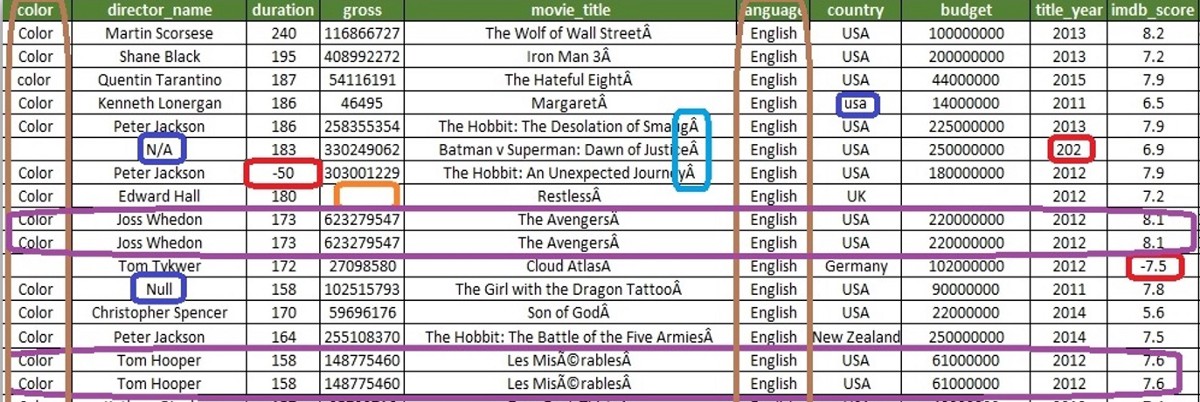 color director_name duration gross movie_title language country budget title_year imdb_score
Color Martin Scorsese 240 116866727 The Wolf of Wall StreetÂ English USA 100000000 2013 8.2
Color Shane Black 195 408992272 Iron Man 3Â English USA 200000000 2013 7.2
color Quentin Tarantino 187 54116191 The Hateful EightÂ English USA 44000000 2015 7.9
Color Kenneth Lonergan 186 46495 MargaretÂ English usa 14000000 2011 6.5
Color Peter Jackson 186 258355354 The Hobbit: The Desolation of SmaugÂ English USA 225000000 2013 7.9
N/A 183 330249062 Batman v Superman: Dawn of JusticeÂ English USA 250000000 202 6.9
Color Peter Jackson -50 303001229 The Hobbit: An Unexpected JourneyÂ English USA 180000000 2012 7.9
Color Edward Hall 180 RestlessÂ English UK 2012 7.2
Color Joss Whedon 173 623279547 The AvengersÂ English USA 220000000 2012 8.1
Color Joss Whedon 173 623279547 The AvengersÂ English USA 220000000 2012 8.1
Tom Tykwer 172 27098580 Cloud AtlasÂ English Germany 102000000 2012 -7.5
Color Null 158 102515793 The Girl with the Dragon TattooÂ English USA 90000000 2011 7.8
Color Christopher Spencer 170 59696176 Son of GodÂ English USA 22000000 2014 5.6
Color Peter Jackson 164 255108370 The Hobbit: The Battle of the Five ArmiesÂ English New Zealand 250000000 2014 7.5
Color Tom Hooper 158 148775460 Les MisÃ©rablesÂ English USA 61000000 2012 7.6
Color Tom Hooper 158 148775460 Les MisÃ©rablesÂ English USA 61000000 2012 7.6